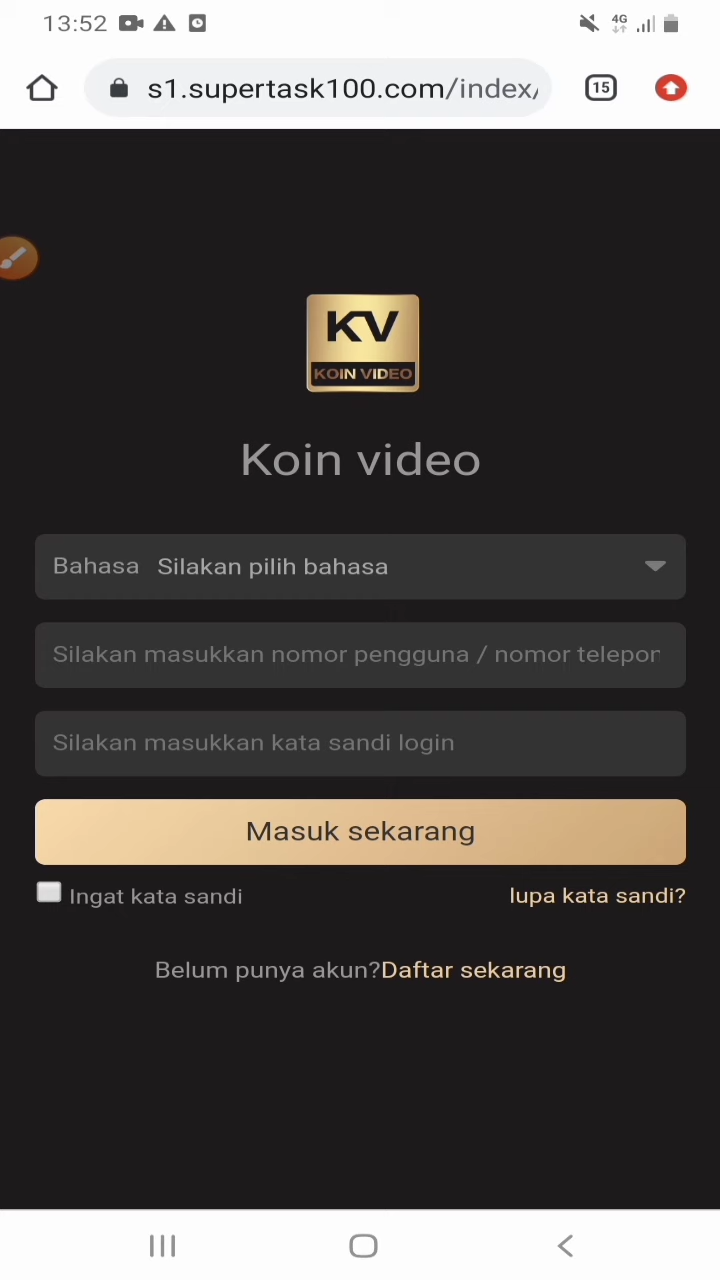 13:52
4G
s1.supertask100.com/index/
15
KV
KOIN VIDEO
Koin video
Bahasa Silakan pilih bahasa
Silakan masukkan nomor pengguna / nomor telepon
Silakan masukkan kata sandi login
Masuk sekarang
Ingat kata sandi
lupa kata sandi?
Belum punya akun?Daftar sekarang